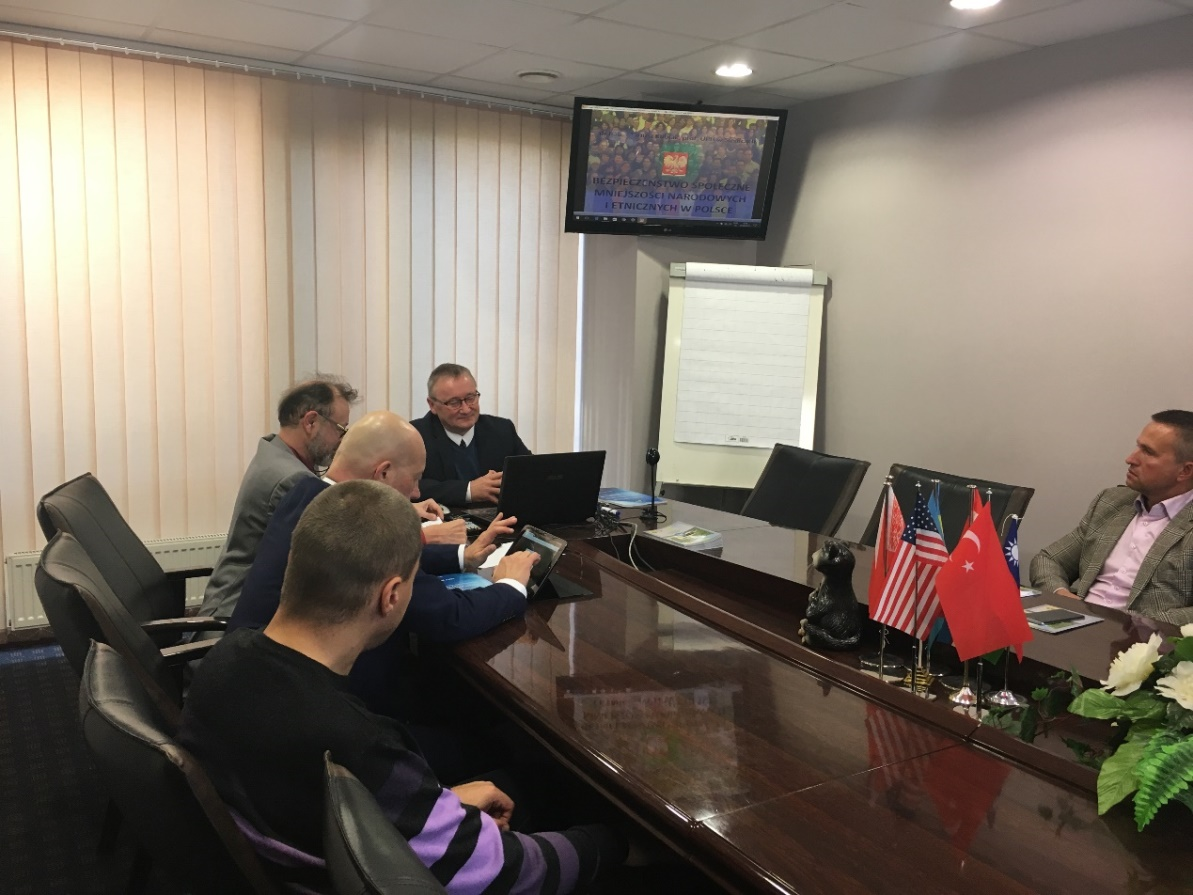 BEZPIECZEŃSTWO SPOŁECZNE
MNIEJSZOŚCI NARODOWYCH
I ETNICZNYCH W POLSCE